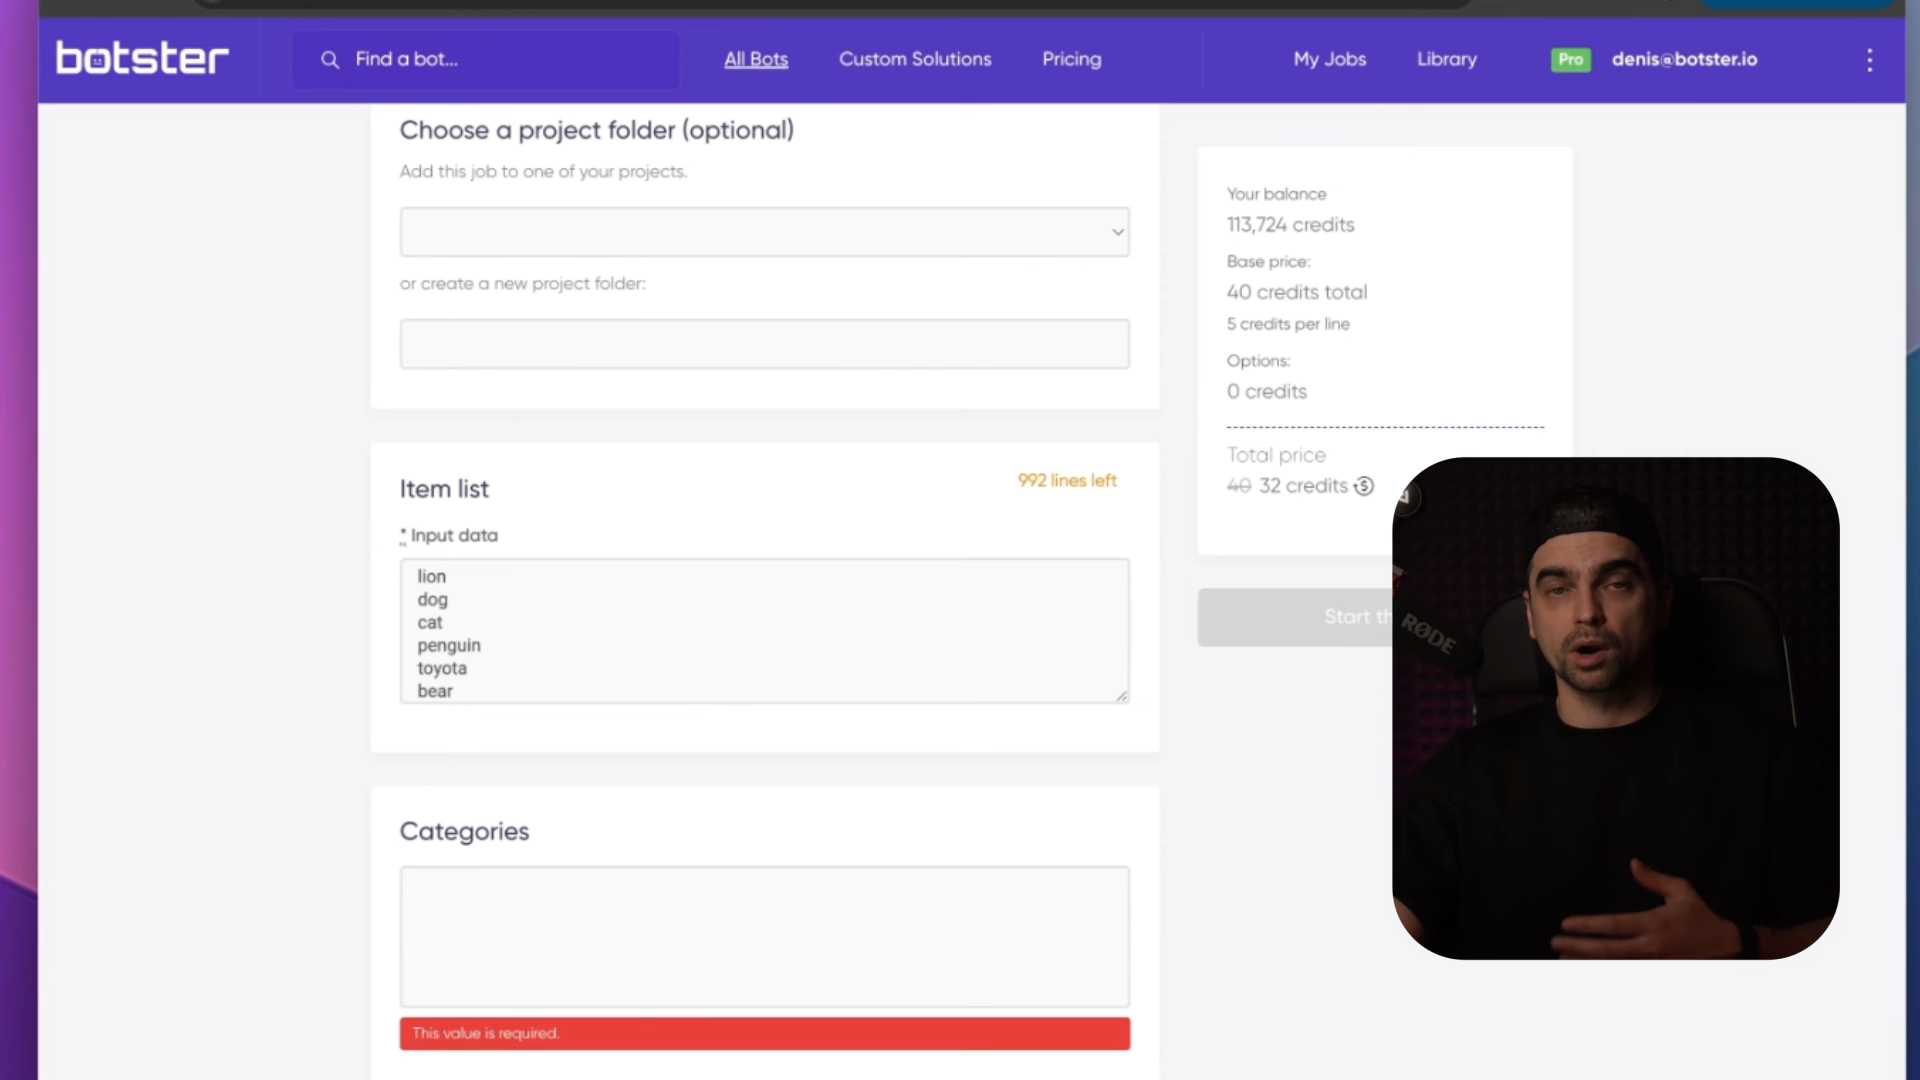 botster
Find a bot...
All Bots
Custom Solutions
Pricing
My Jobs
Library
Pro
denis@botster.io
Choose a project folder (optional)
Add this job to one of your projects.
or create a new project folder:
Your balance
113,724 credits
Base price:
40 credits total
5 credits per line
Options:
0 credits
Total price
40 32 credits
Item list
992 lines left
* Input data
lion
dog
cat
penguin
toyota
bear
Start th
RØDE
Categories
This value is required.